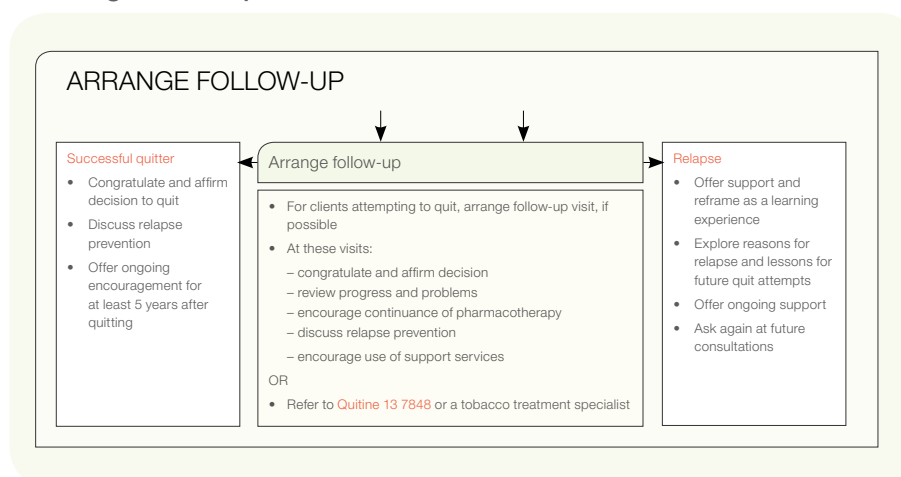 ARRANGE FOLLOW-UP
Successful quitter
• Congratulate and affirm
decision to quit
• Discuss relapse
prevention
• Offer ongoing
encouragement for
at least 5 years after
quitting
Arrange follow-up
• For clients attempting to quit, arrange follow-up visit, if
possible
• At these visits:
– congratulate and affirm decision
– review progress and problems
– encourage continuance of pharmacotherapy
– discuss relapse prevention
– encourage use of support services
OR
• Refer to Quitine 13 7848 or a tobacco treatment specialist
Relapse
• Offer support and
reframe as a learning
experience
• Explore reasons for
relapse and lessons for
future quit attempts
• Offer ongoing support
• Ask again at future
consultations